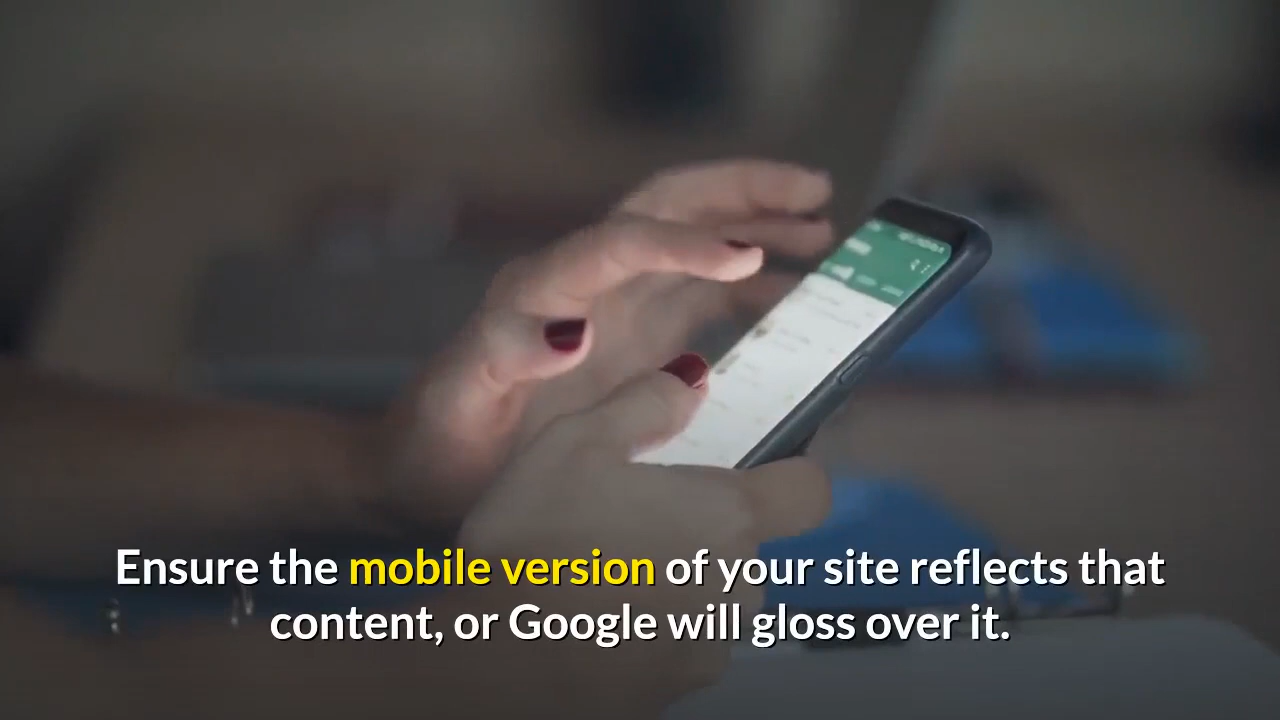 Ensure the mobile version of your site reflects that
content, or Google will gloss over it.